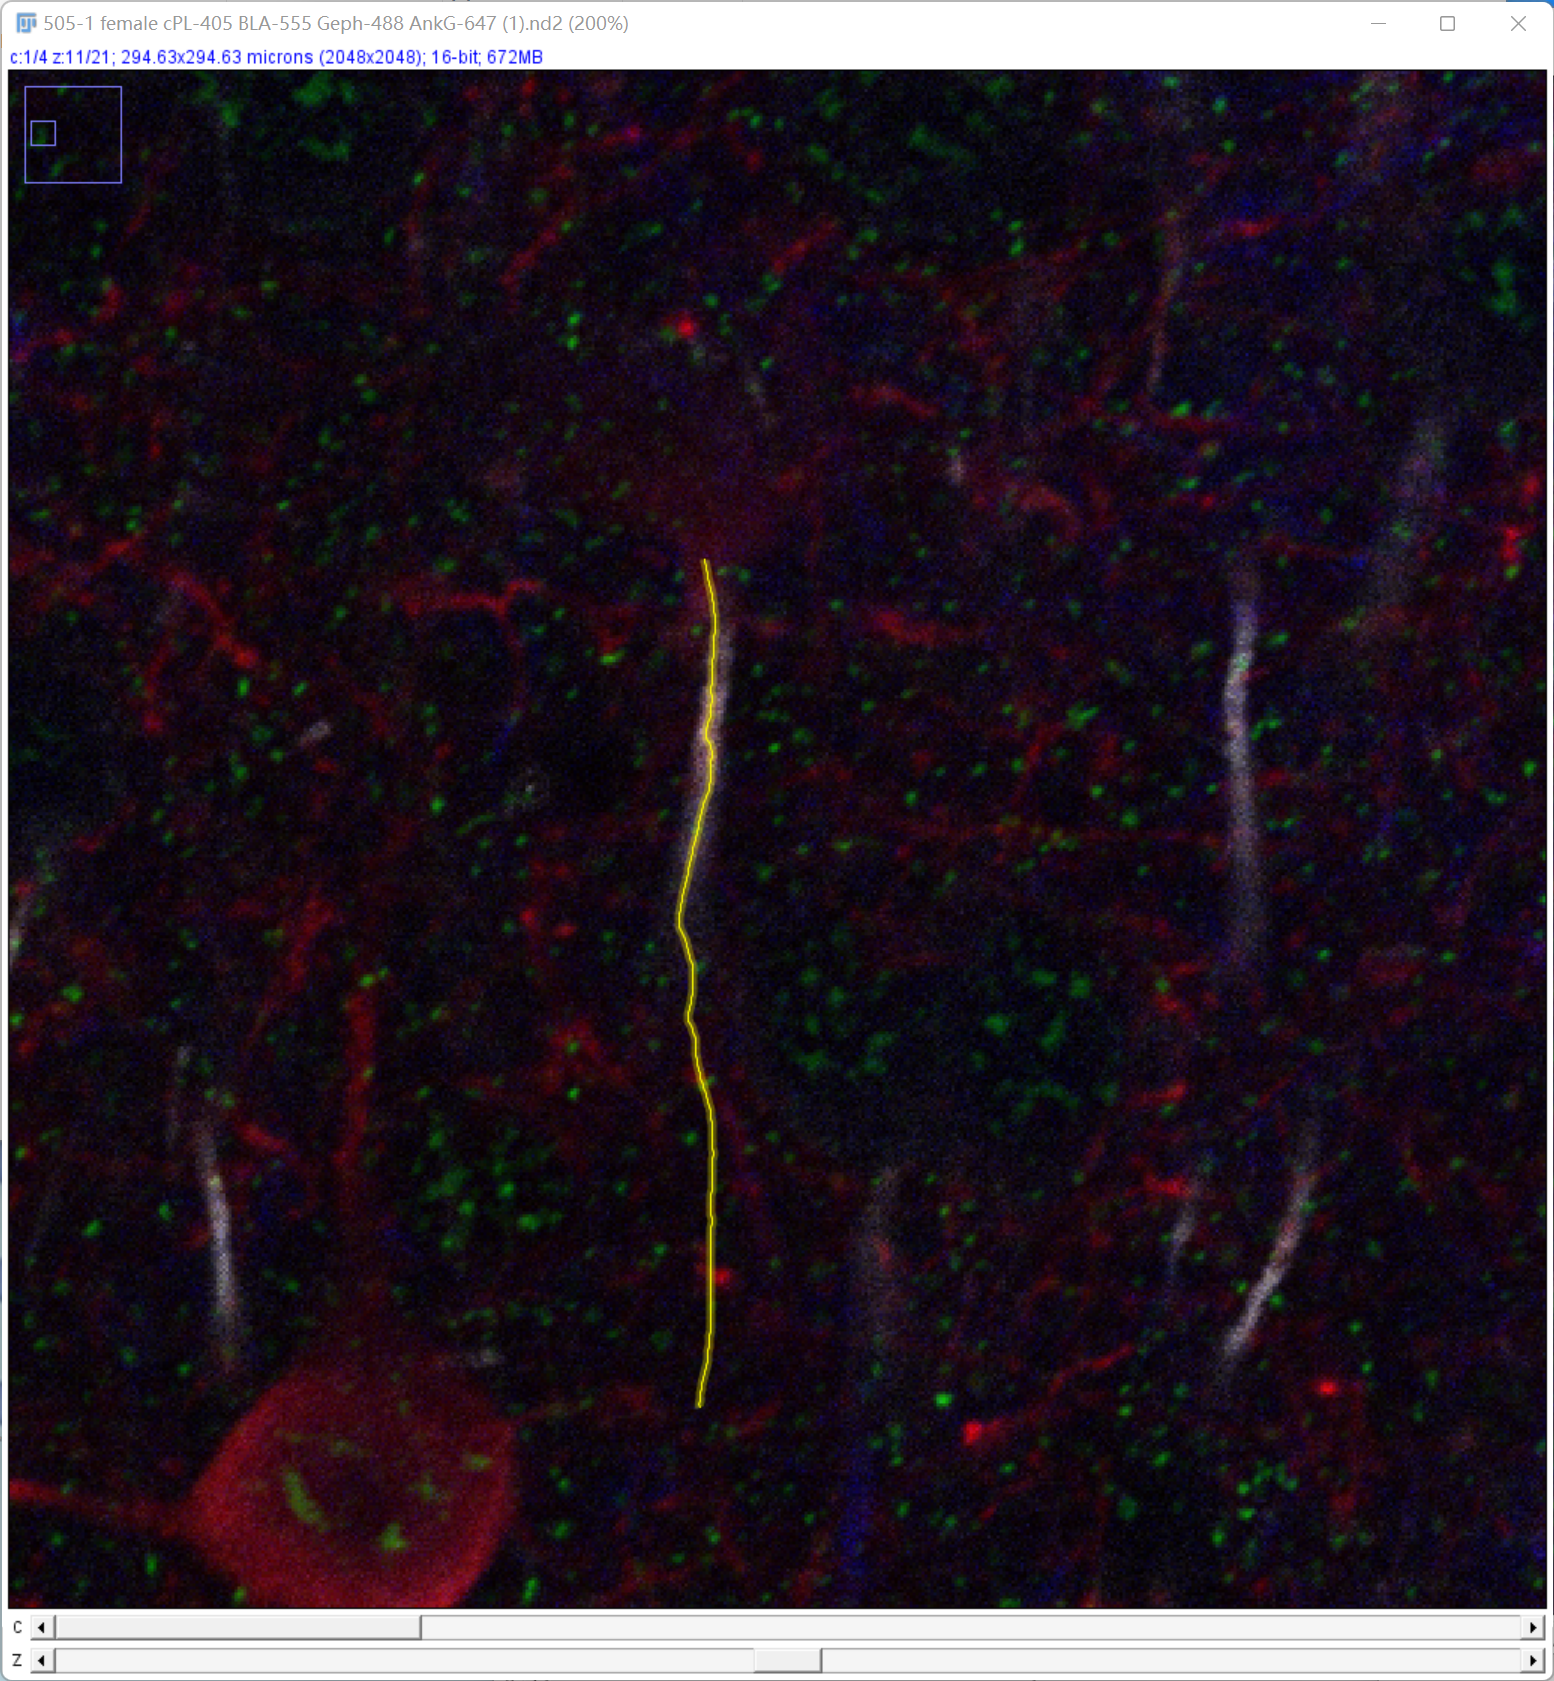 505-1 female cPL-405 BLA-555 Geph-488 AnkG-647 (1).nd2 (200%)
c:1/4 z:11/21; 294.63x294.63 microns (2048x2048); 16-bit; 672MB
C
Z